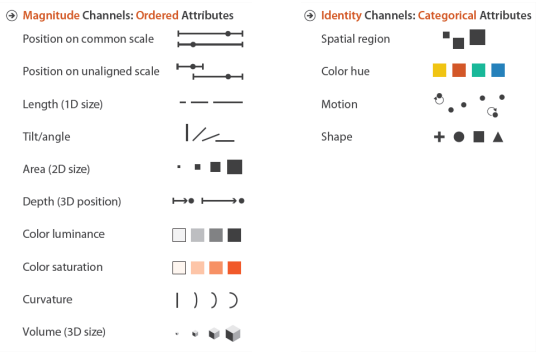 Magnitude Channels: Ordered Attributes
Position on common scale
Position on unaligned scale
Length (1D size)
Tilt/angle
Area (2D size)
Depth (3D position)
Color luminance
Color saturation
Curvature
Volume (3D size)
Identity Channels: Categorical Attributes
Spatial region
Color hue
Motion
Shape